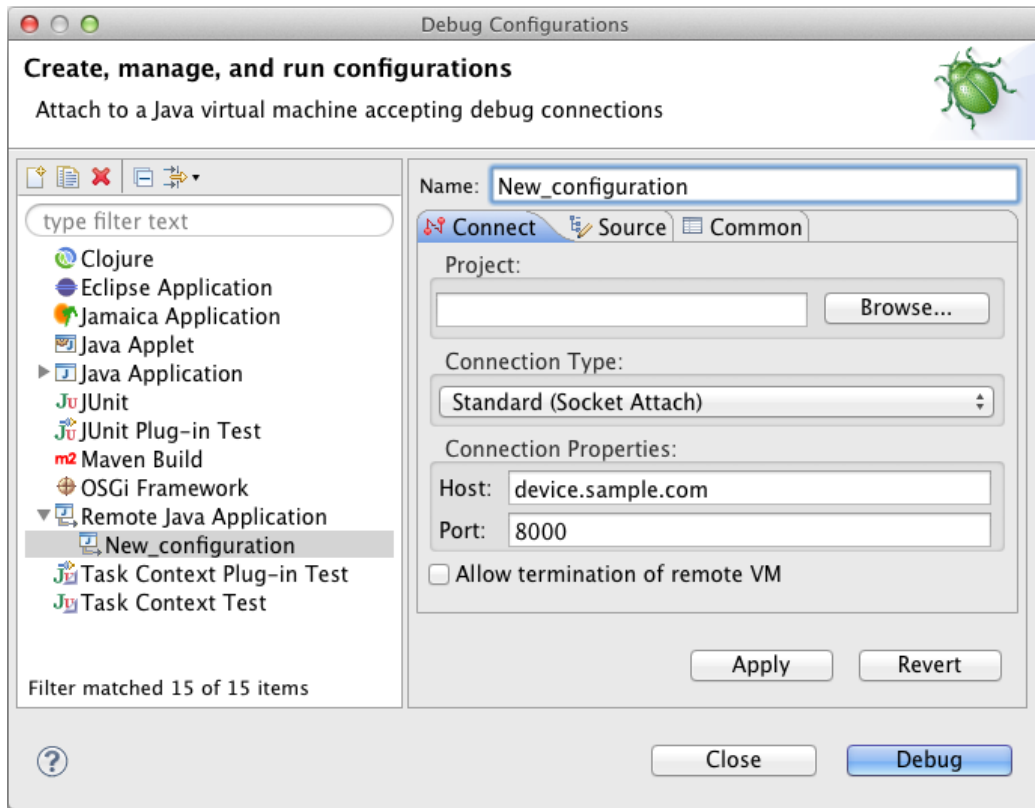 Debug Configurations
Create, manage, and run configurations
Attach to a Java virtual machine accepting debug connections
type filter text
Clojure
Eclipse Application
Jamaica Application
Java Applet
Java Application
JUnit
JUnit Plug-in Test
m2 Maven Build
OSGi Framework
Remote Java Application
New_configuration
Task Context Plug-in Test
Task Context Test
Filter matched 15 of 15 items
Name: New_configuration
Connect Source Common
Project:
Browse...
Connection Type:
Standard (Socket Attach)
Connection Properties:
Host: device.sample.com
Port: 8000
Allow termination of remote VM
Apply Revert
? Close Debug